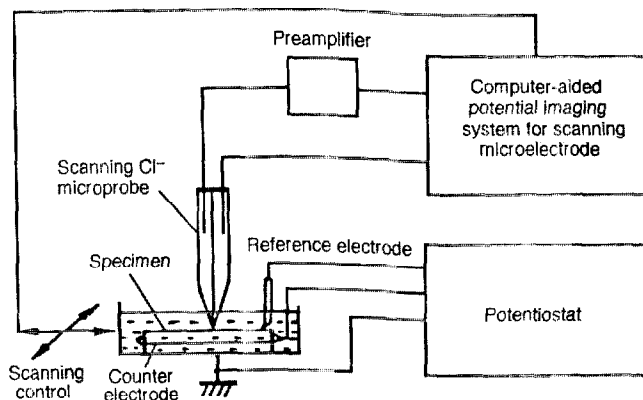 Preamplifier
Computer-aided
potential imaging
system for scanning
microelectrode
Scanning Cl⁻
microprobe
Reference electrode
Specimen
Potentiostat
Scanning
control
Counter
electrode